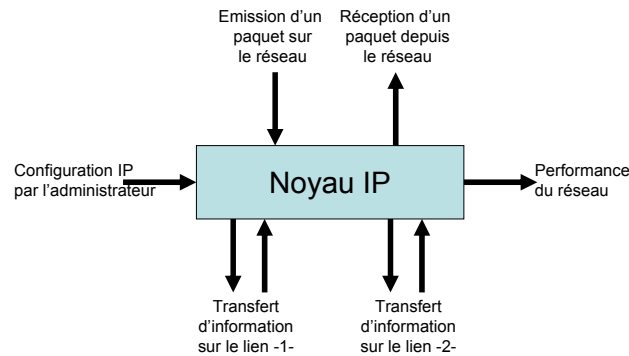 Emission d'un
paquet sur
le réseau
Réception d'un
paquet depuis
le réseau
Configuration IP
par l'administrateur
Noyau IP
Performance
du réseau
Transfert
d'information
sur le lien -1-
Transfert
d'information
sur le lien -2-